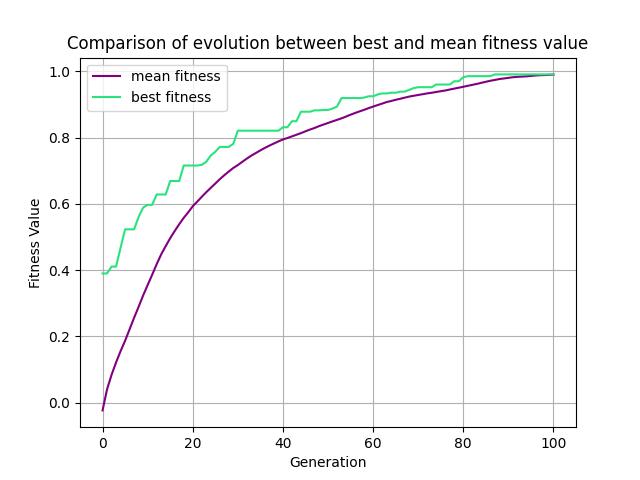 Comparison of evolution between best and mean fitness value
mean fitness
best fitness
1.0
0.8
0.6
0.4
0.2
0.0
Fitness Value
0 20 40 60 80 100
Generation